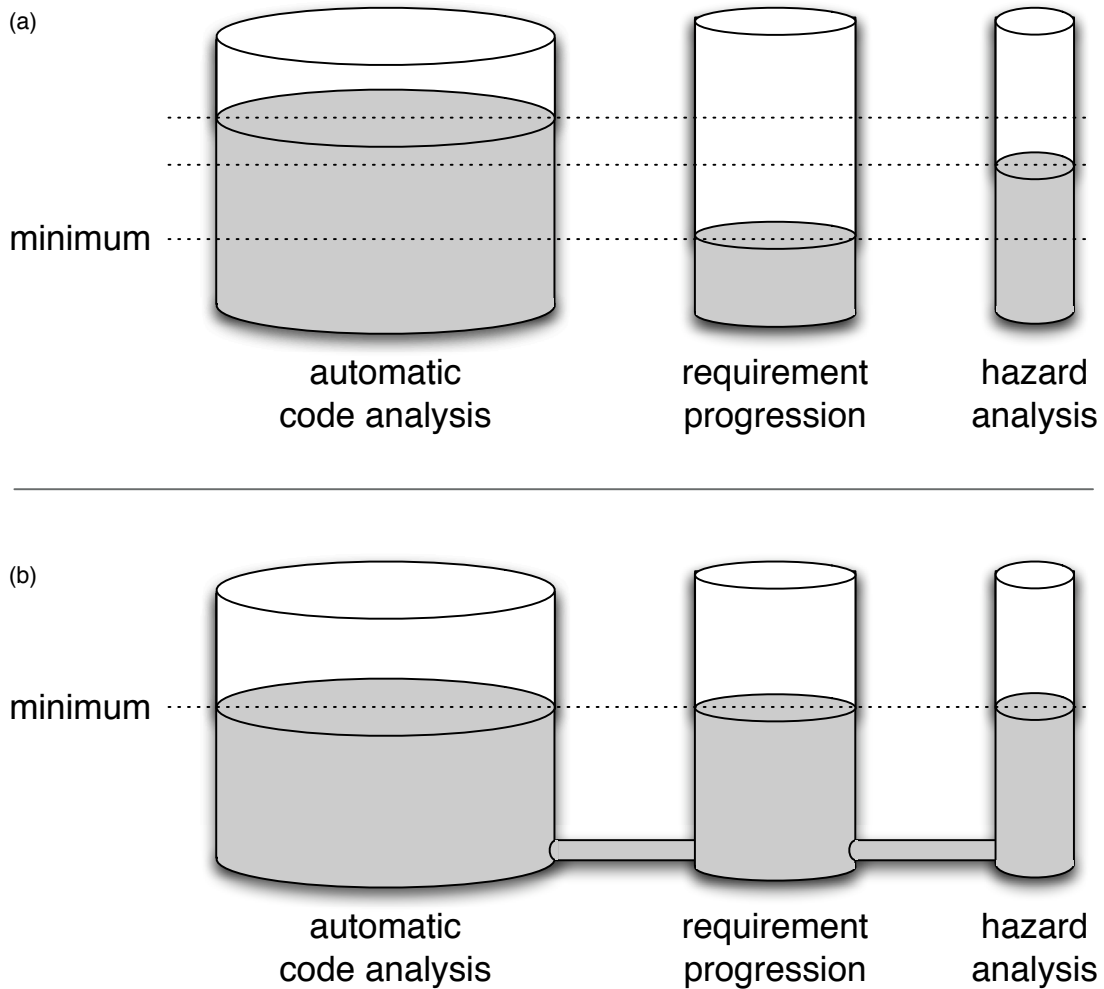 (a)
minimum
automatic
code analysis
requirement
progression
hazard
analysis
(b)
minimum
automatic
code analysis
requirement
progression
hazard
analysis